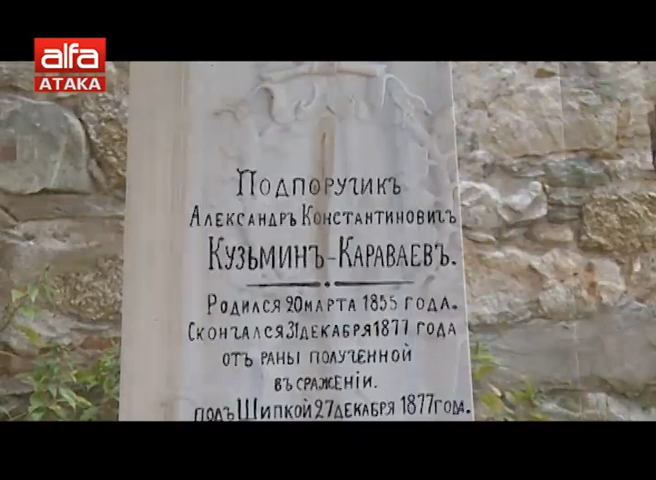 alfa
АТАКА
Подпоручикъ
Александръ Константиновичъ
Кузьминъ-Караваевъ.
Родился 20 марта 1855 года.
Скончался 31 декабря 1877 года
отъ раны полученной
въ сраженіи.
подъ Шипкой 27 декабря 1877 год.